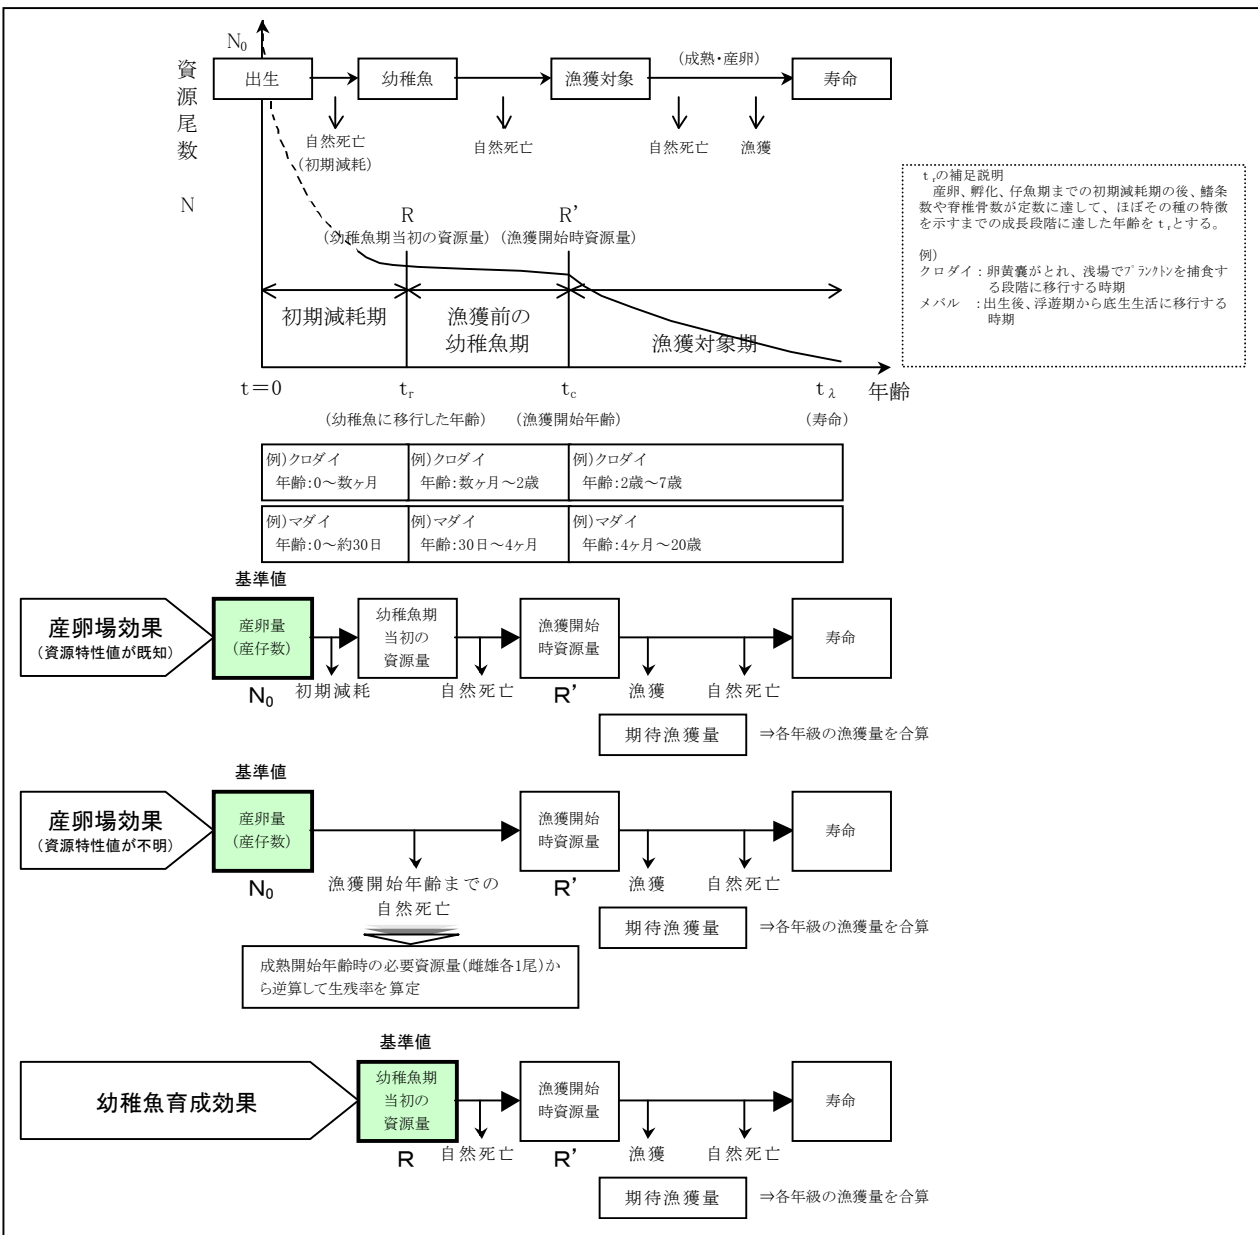 N₀
資源尾数 N
出生
幼稚魚
漁獲対象
(成熟・産卵)
寿命
自然死亡
(初期減耗)
自然死亡
自然死亡
漁獲
tᵣの補足説明
産卵、孵化、仔魚期までの初期減耗期の後、鰭条
数や脊椎骨数が定数に達して、ほぼその種の特徴
を示すまでの成長段階に達した年齢をtᵣとする。
例)
クロダイ：卵黄嚢がとれ、浅場でプランクトンを捕食す
る段階に移行する時期
メバル　：出生後、浮遊期から底生生活に移行する
時期
R
(幼稚魚期当初の資源量)
R’
(漁獲開始時資源量)
初期減耗期
漁獲前の
幼稚魚期
漁獲対象期
t＝0
tᵣ
t_c
t_λ
年齢
(幼稚魚に移行した年齢)
(漁獲開始年齢)
(寿命)
例)クロダイ
年齢:0～数ヶ月
例)クロダイ
年齢:数ヶ月～2歳
例)クロダイ
年齢:2歳～7歳
例)マダイ
年齢:0～約30日
例)マダイ
年齢:30日～4ヶ月
例)マダイ
年齢:4ヶ月～20歳
基準値
産卵場効果
(資源特性値が既知)
産卵量
(産仔数)
幼稚魚期
当初の
資源量
漁獲開始
時資源量
寿命
N₀
初期減耗
自然死亡
R’
漁獲
自然死亡
期待漁獲量
⇒各年級の漁獲量を合算
基準値
産卵場効果
(資源特性値が不明)
産卵量
(産仔数)
漁獲開始
時資源量
寿命
N₀
漁獲開始年齢までの
自然死亡
R’
漁獲
自然死亡
期待漁獲量
⇒各年級の漁獲量を合算
成熟開始年齢時の必要資源量(雌雄各1尾)か
ら逆算して生残率を算定
基準値
幼稚魚育成効果
幼稚魚期
当初の
資源量
漁獲開始
時資源量
寿命
R
自然死亡
R’
漁獲
自然死亡
期待漁獲量
⇒各年級の漁獲量を合算